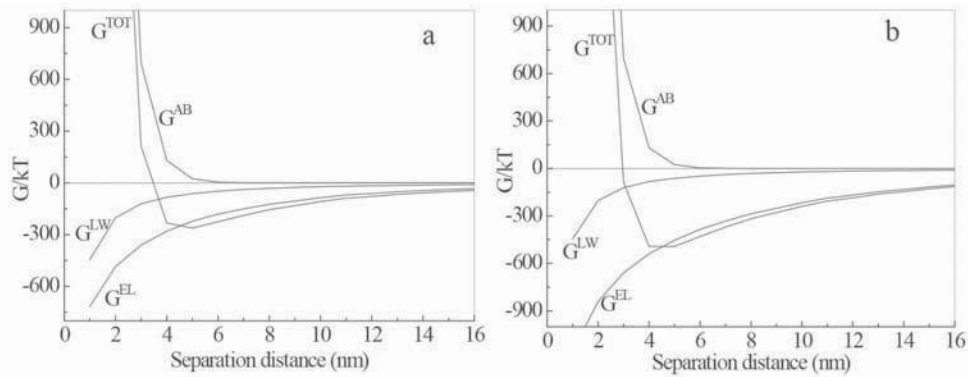 a
900
600
300
0
-300
-600
G/kT
G^TOT
G^AB
G^LW
G^EL
0 2 4 6 8 10 12 14 16
Separation distance (nm)
b
900
600
300
0
-300
-600
-900
G/kT
G^TOT
G^AB
G^LW
G^EL
0 2 4 6 8 10 12 14 16
Separation distance (nm)